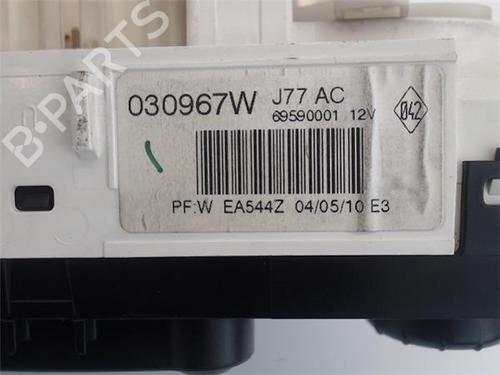 030967W J77 AC
69590001 12V
042
PF:W EA544Z 04/05/10 E3
B-PARTS